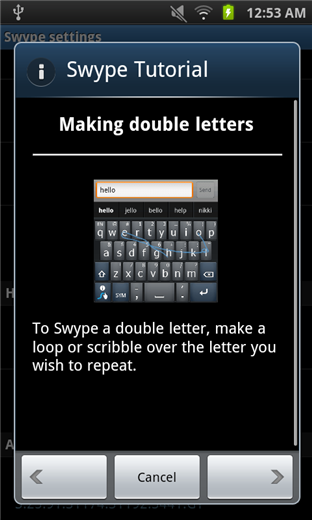 12:53 AM
Swype settings
Swype Tutorial
Making double letters
hello
send
hello jello bello help nikki
q w e r t y u i o p
a s d f g h j k l
z x c v b n m
SYM
To Swype a double letter, make a
loop or scribble over the letter you
wish to repeat.
H
A
Cancel